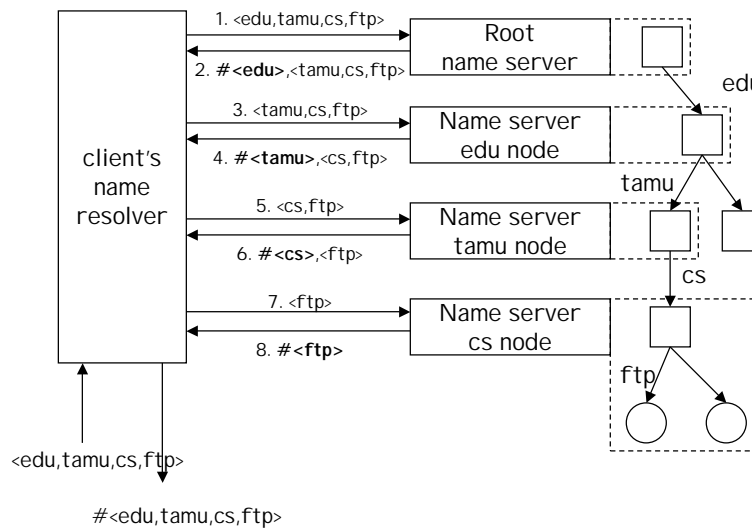 1. <edu,tamu,cs,ftp>
Root
name server
2. #<edu>,<tamu,cs,ftp>
edu
3. <tamu,cs,ftp>
Name server
edu node
4. #<tamu>,<cs,ftp>
client's
name
resolver
tamu
5. <cs,ftp>
Name server
tamu node
6. #<cs>,<ftp>
cs
7. <ftp>
Name server
cs node
8. #<ftp>
ftp
<edu,tamu,cs,ftp>
#<edu,tamu,cs,ftp>